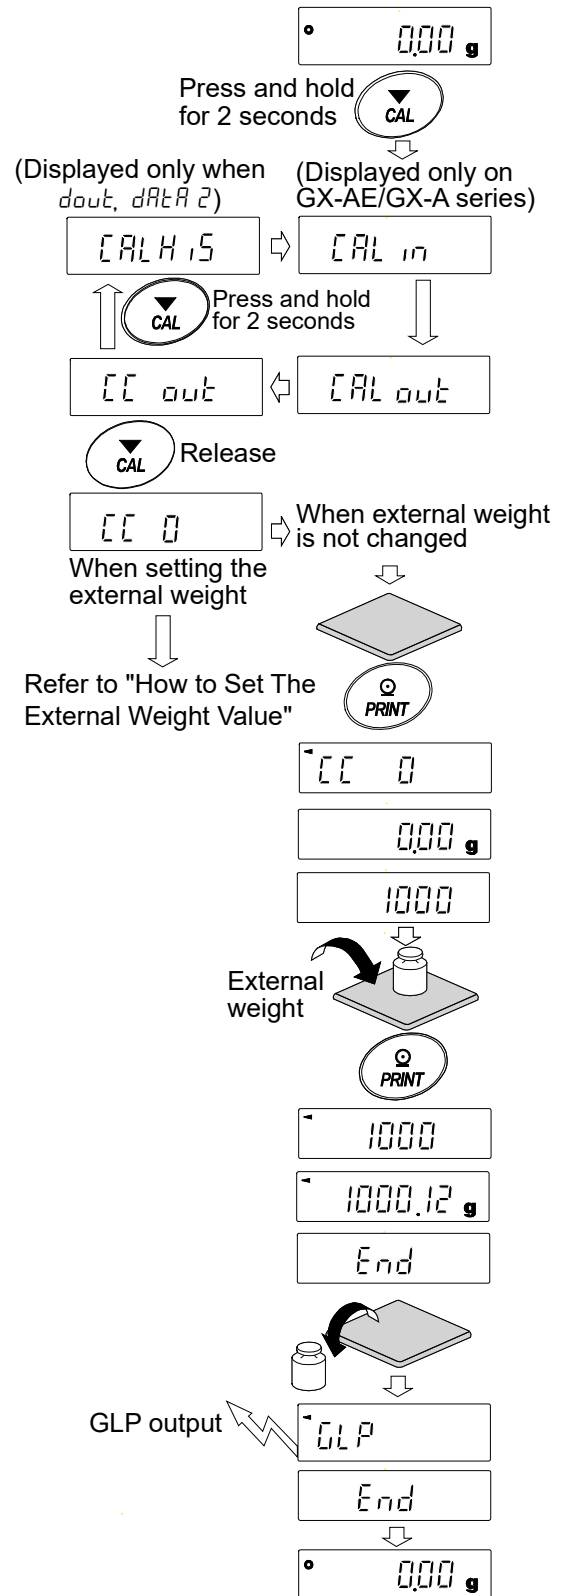 0.00 g
Press and hold
for 2 seconds
CAL
(Displayed only when
dout, dAtA 2)
(Displayed only on
GX-AE/GX-A series)
CALHiS
CAL in
CAL
Press and hold
for 2 seconds
CC out
CAL out
CAL
Release
CC 0
When external weight
is not changed
When setting the
external weight
Refer to "How to Set The
External Weight Value"
PRINT
CC 0
0.00 g
1000
External
weight
PRINT
1000
1000.12 g
End
GLP output
GLP
End
0.00 g